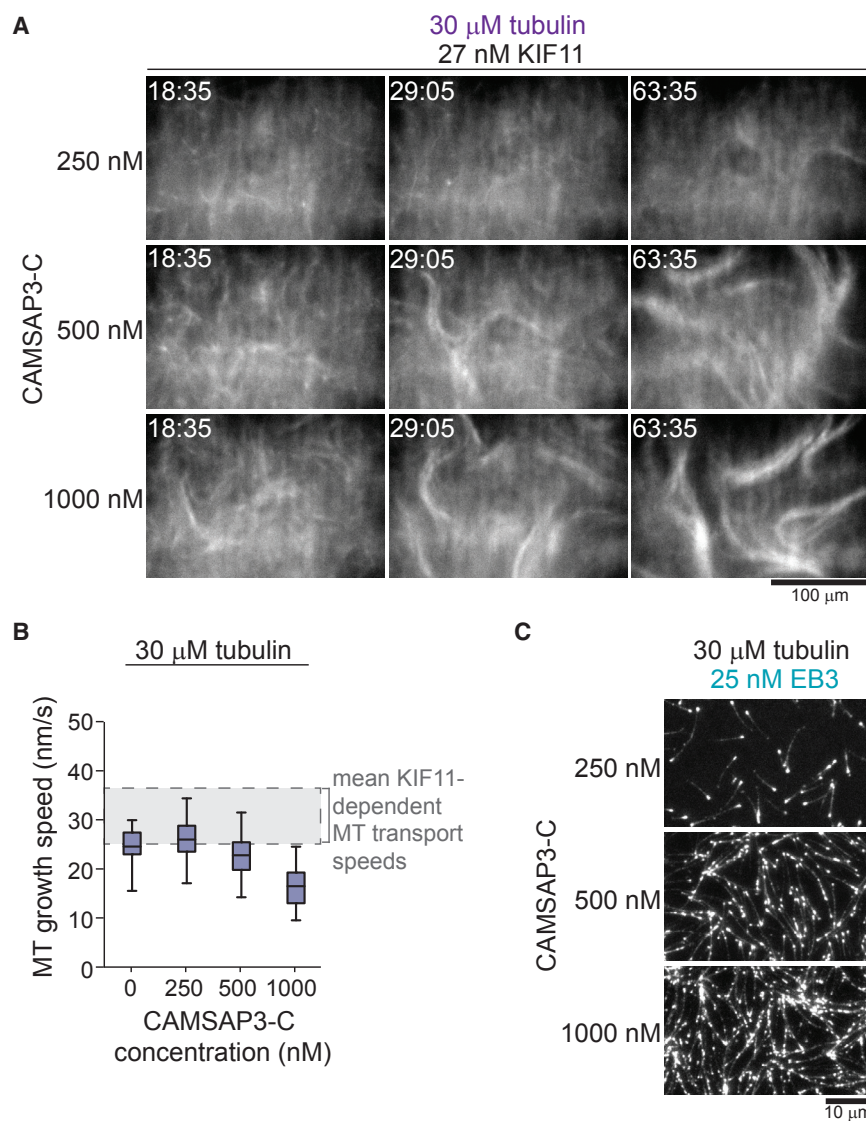 A
30 μM tubulin
27 nM KIF11
18:35
29:05
63:35
250 nM
18:35
29:05
63:35
500 nM
18:35
29:05
63:35
1000 nM
CAMSAP3-C
100 μm
B
30 μM tubulin
50
40
30
20
10
0
MT growth speed (nm/s)
mean KIF11-
dependent
MT transport
speeds
0 250 500 1000
CAMSAP3-C
concentration (nM)
C
30 μM tubulin
25 nM EB3
250 nM
500 nM
1000 nM
CAMSAP3-C
10 μm